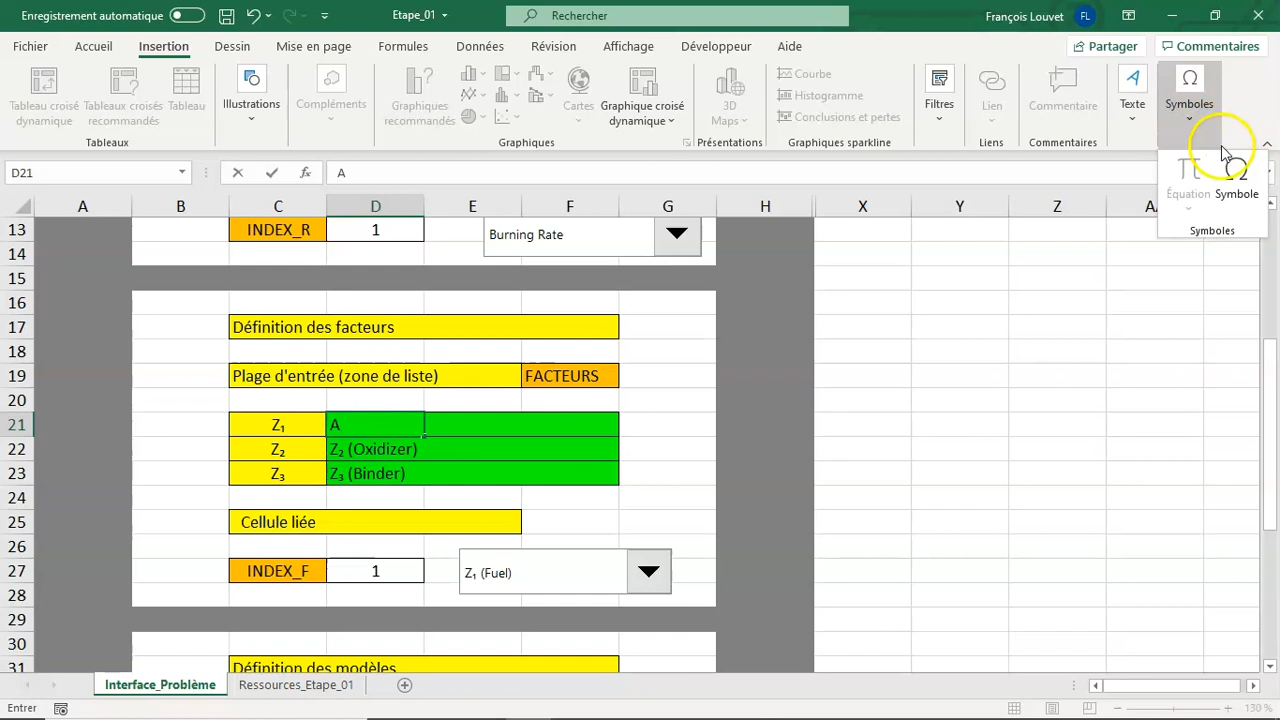 Enregistrement automatique
Etape_01
Rechercher
François Louvet
FL
Fichier Accueil Insertion Dessin Mise en page Formules Données Révision Affichage Développeur Aide
Partager
Commentaires
Tableau croisé dynamique
Tableaux croisés recommandés
Tableau
Illustrations
Compléments
Graphiques recommandés
Cartes
Graphique croisé dynamique
3D Maps
Courbe
Histogramme
Conclusions et pertes
Filtres
Lien
Commentaire
Texte
Symboles
Tableaux
Graphiques
Présentations
Graphiques sparkline
Liens
Commentaires
D21
fx
A
Équation
Symbole
Symboles
A B C D E F G H X Y Z
13 INDEX_R 1 Burning Rate
14
15
16
17 Définition des facteurs
18
19 Plage d'entrée (zone de liste) FACTEURS
20
21 Z₁ A
22 Z₂ Z₂ (Oxidizer)
23 Z₃ Z₃ (Binder)
24
25 Cellule liée
26
27 INDEX_F 1 Z₁ (Fuel)
28
29
30
31 Définition des modèles
Interface_Problème
Ressources_Etape_01
Entrer
130 %